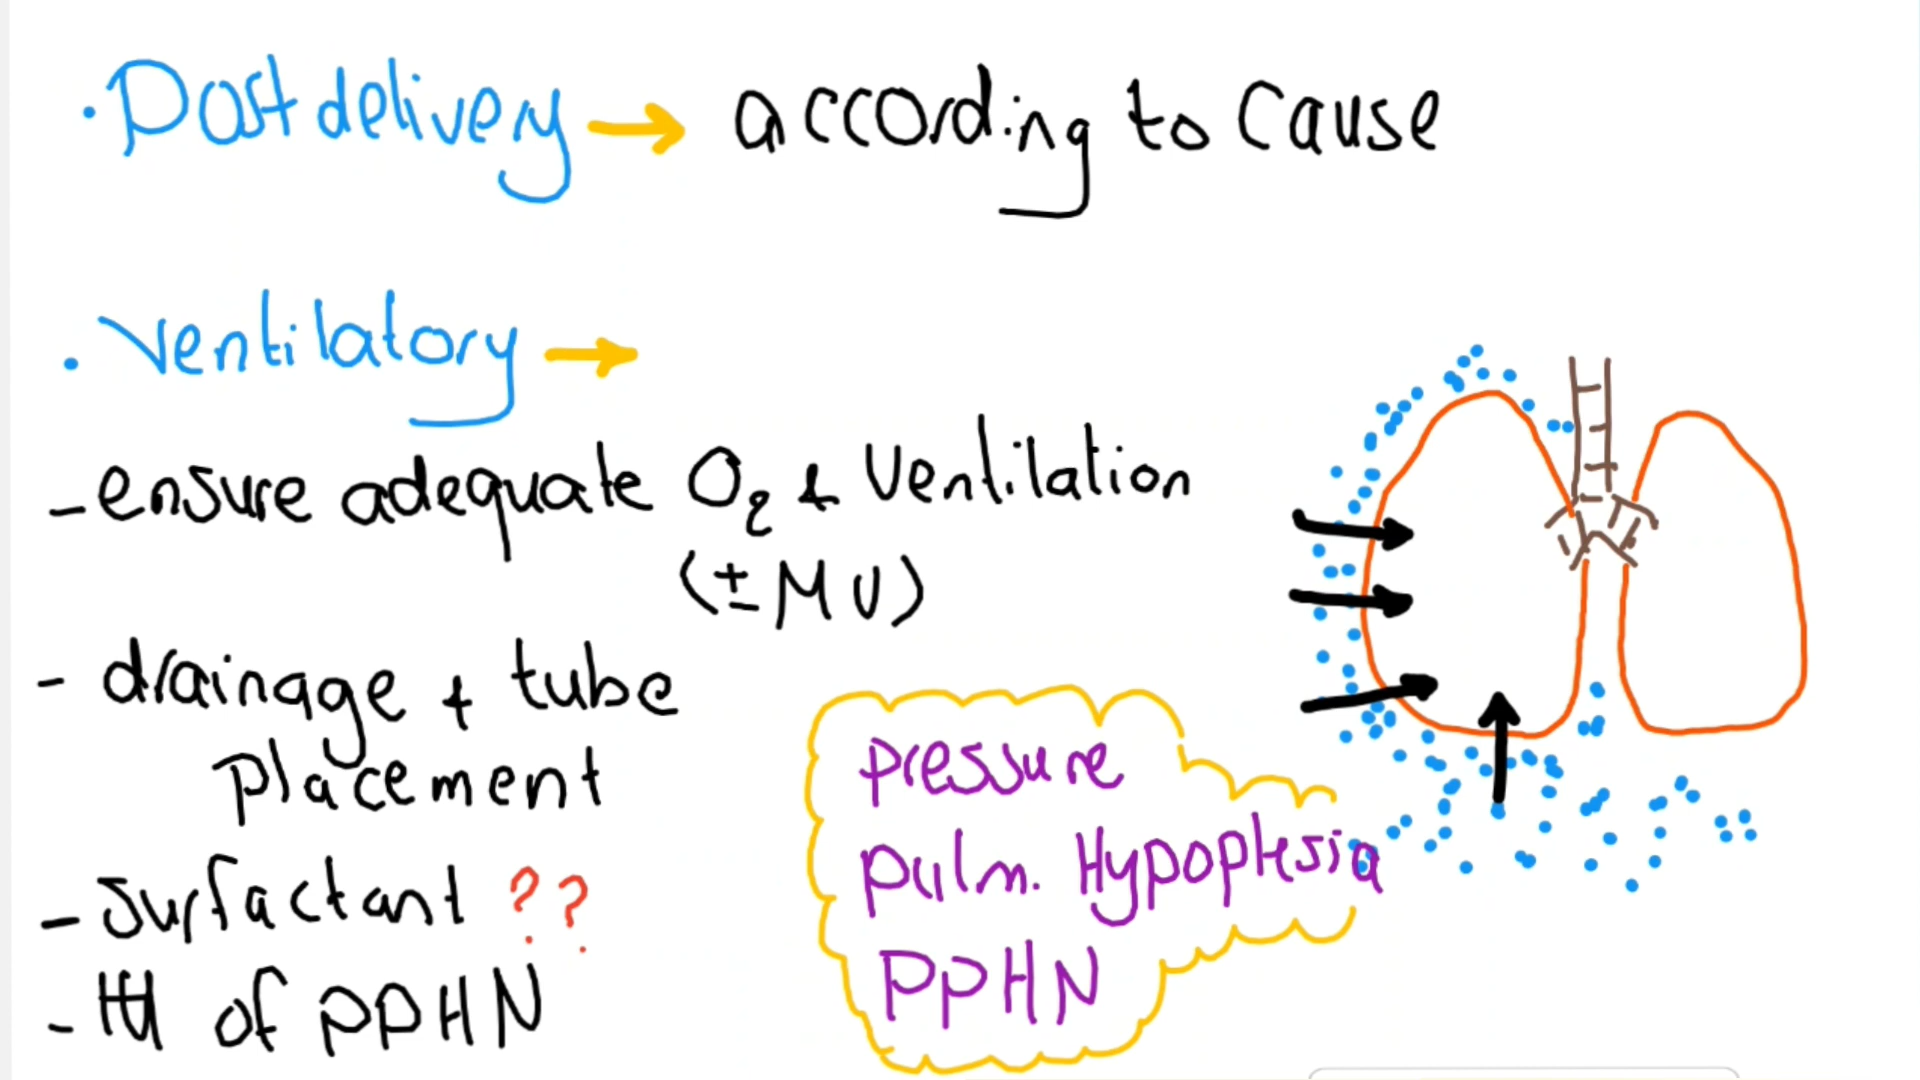 . Post delivery → according to cause
. Ventilatory →
- ensure adequate O2 + Ventilation
(± MV)
- drainage + tube
placement
- surfactant ??
- ttt of PPHN
pressure
pulm. Hypoplesia
PPHN